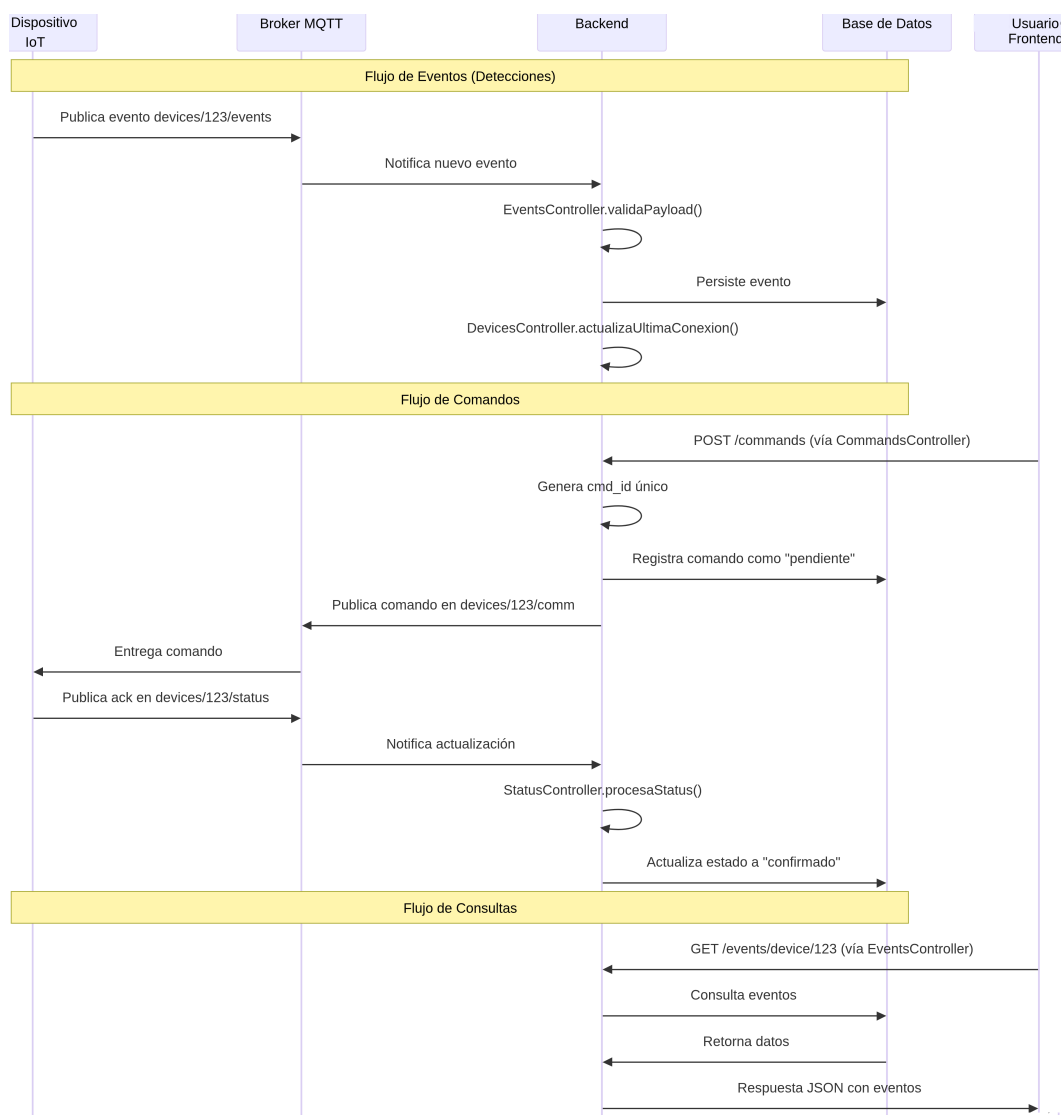 Dispositivo
IoT
Broker MQTT
Backend
Base de Datos
Usuario
Frontend
Flujo de Eventos (Detecciones)
Publica evento devices/123/events
Notifica nuevo evento
EventsController.validaPayload()
Persiste evento
DevicesController.actualizaUltimaConexion()
Flujo de Comandos
POST /commands (vía CommandsController)
Genera cmd_id único
Registra comando como "pendiente"
Publica comando en devices/123/comm
Entrega comando
Publica ack en devices/123/status
Notifica actualización
StatusController.procesaStatus()
Actualiza estado a "confirmado"
Flujo de Consultas
GET /events/device/123 (vía EventsController)
Consulta eventos
Retorna datos
Respuesta JSON con eventos